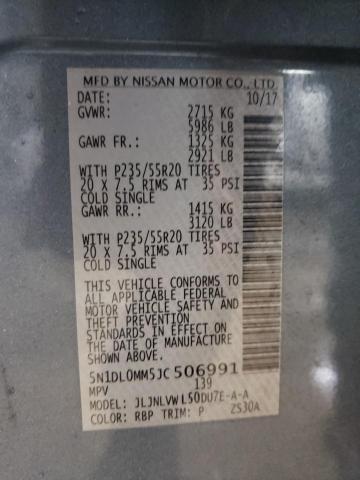 MFD BY NISSAN MOTOR CO., LTD
DATE: 10/17
GVWR: 2715 KG
5986 LB
GAWR FR.: 1325 KG
2921 LB
WITH P235/55R20 TIRES
20 X 7.5 RIMS AT 35 PSI
COLD SINGLE
GAWR RR.: 1415 KG
3120 LB
WITH P235/55R20 TIRES
20 X 7.5 RIMS AT 35 PSI
COLD SINGLE
THIS VEHICLE CONFORMS TO
ALL APPLICABLE FEDERAL
MOTOR VEHICLE SAFETY AND
THEFT PREVENTION
STANDARDS IN EFFECT ON
THE DATE OF MANUFACTURE
SHOWN ABOVE.
5N1DL0MM5JC506991
MPV 139
MODEL: JLJNLVWL50DU7E-A-A
COLOR: RBP TRIM: P ZS30A